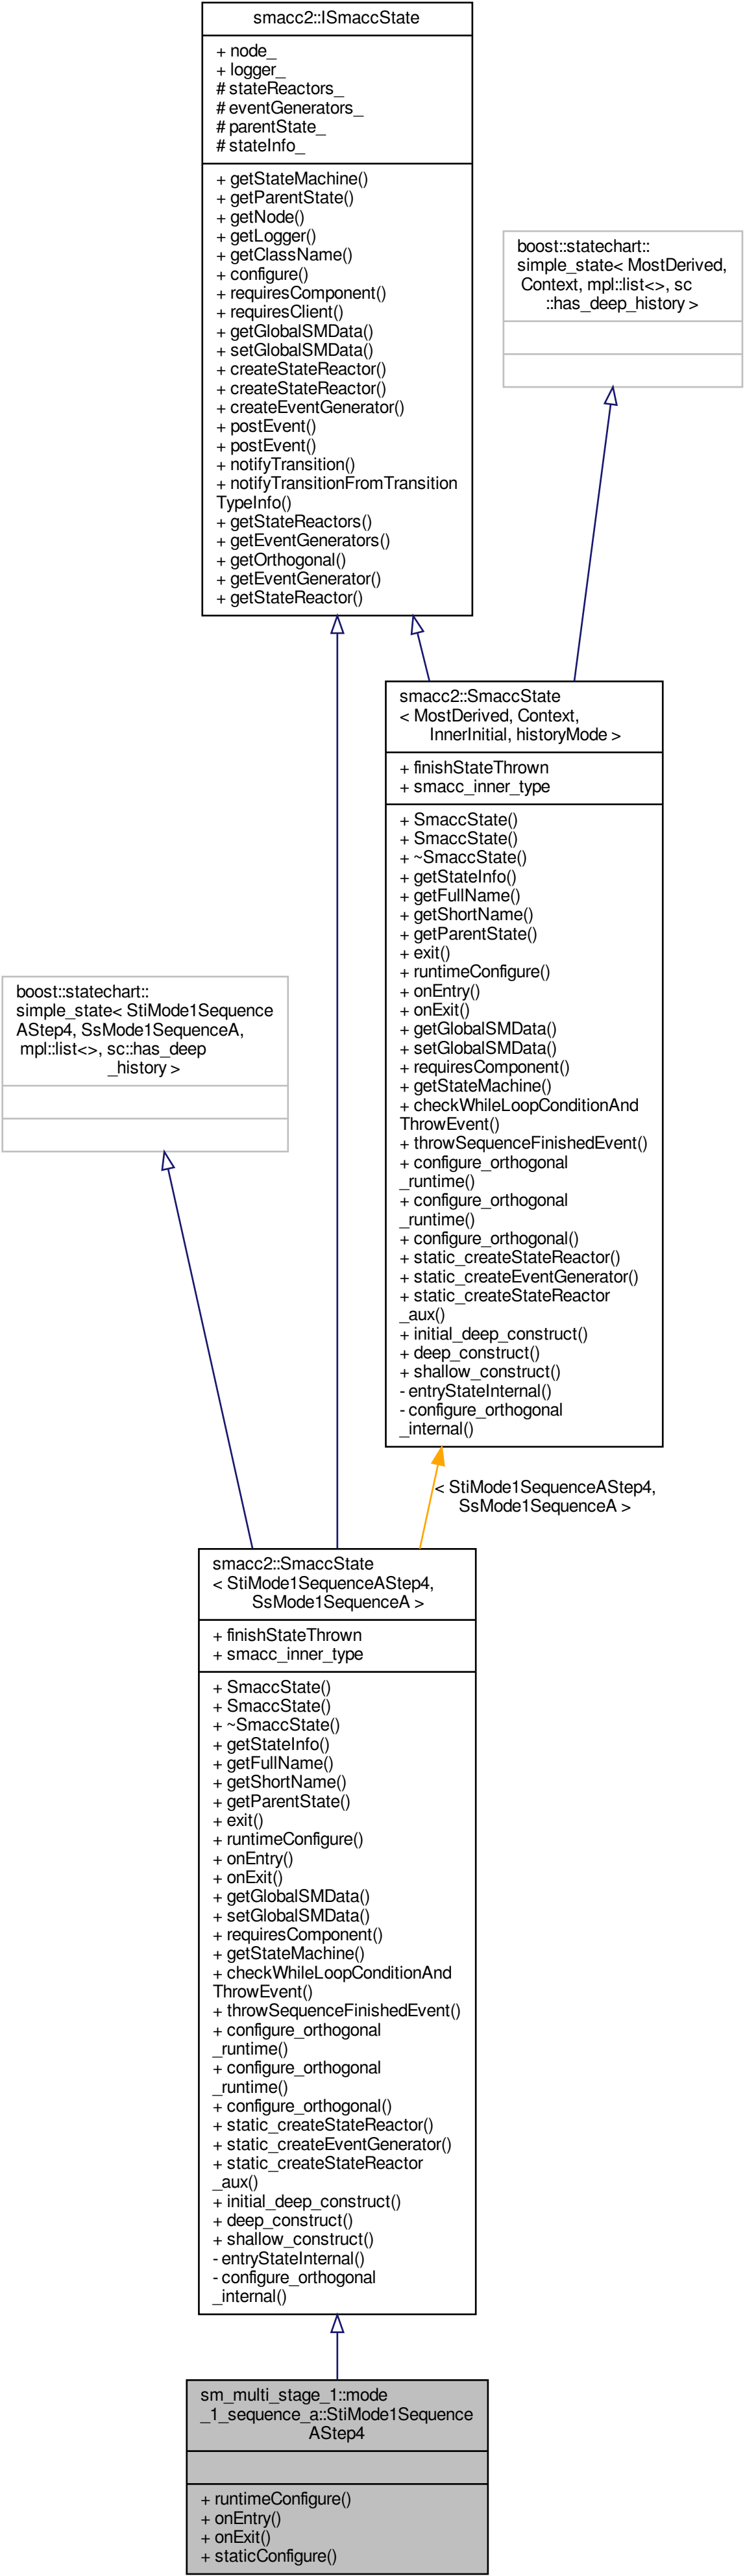 smacc2::ISmaccState
+ node_
+ logger_
# stateReactors_
# eventGenerators_
# parentState_
# stateInfo_
+ getStateMachine()
+ getParentState()
+ getNode()
+ getLogger()
+ getClassName()
+ configure()
+ requiresComponent()
+ requiresClient()
+ getGlobalSMData()
+ setGlobalSMData()
+ createStateReactor()
+ createStateReactor()
+ createEventGenerator()
+ postEvent()
+ postEvent()
+ notifyTransition()
+ notifyTransitionFromTransition
TypeInfo()
+ getStateReactors()
+ getEventGenerators()
+ getOrthogonal()
+ getEventGenerator()
+ getStateReactor()
boost::statechart::
simple_state< MostDerived,
Context, mpl::list<>, sc
::has_deep_history >
smacc2::SmaccState
< MostDerived, Context,
InnerInitial, historyMode >
+ finishStateThrown
+ smacc_inner_type
+ SmaccState()
+ SmaccState()
+ ~SmaccState()
+ getStateInfo()
+ getFullName()
+ getShortName()
+ getParentState()
+ exit()
+ runtimeConfigure()
+ onEntry()
+ onExit()
+ getGlobalSMData()
+ setGlobalSMData()
+ requiresComponent()
+ getStateMachine()
+ checkWhileLoopConditionAnd
ThrowEvent()
+ throwSequenceFinishedEvent()
+ configure_orthogonal
_runtime()
+ configure_orthogonal
_runtime()
+ configure_orthogonal()
+ static_createStateReactor()
+ static_createEventGenerator()
+ static_createStateReactor
_aux()
+ initial_deep_construct()
+ deep_construct()
+ shallow_construct()
- entryStateInternal()
- configure_orthogonal
_internal()
boost::statechart::
simple_state< StiMode1Sequence
AStep4, SsMode1SequenceA,
mpl::list<>, sc::has_deep
_history >
< StiMode1SequenceAStep4,
SsMode1SequenceA >
smacc2::SmaccState
< StiMode1SequenceAStep4,
SsMode1SequenceA >
+ finishStateThrown
+ smacc_inner_type
+ SmaccState()
+ SmaccState()
+ ~SmaccState()
+ getStateInfo()
+ getFullName()
+ getShortName()
+ getParentState()
+ exit()
+ runtimeConfigure()
+ onEntry()
+ onExit()
+ getGlobalSMData()
+ setGlobalSMData()
+ requiresComponent()
+ getStateMachine()
+ checkWhileLoopConditionAnd
ThrowEvent()
+ throwSequenceFinishedEvent()
+ configure_orthogonal
_runtime()
+ configure_orthogonal
_runtime()
+ configure_orthogonal()
+ static_createStateReactor()
+ static_createEventGenerator()
+ static_createStateReactor
_aux()
+ initial_deep_construct()
+ deep_construct()
+ shallow_construct()
- entryStateInternal()
- configure_orthogonal
_internal()
sm_multi_stage_1::mode
_1_sequence_a::StiMode1Sequence
AStep4
+ runtimeConfigure()
+ onEntry()
+ onExit()
+ staticConfigure()